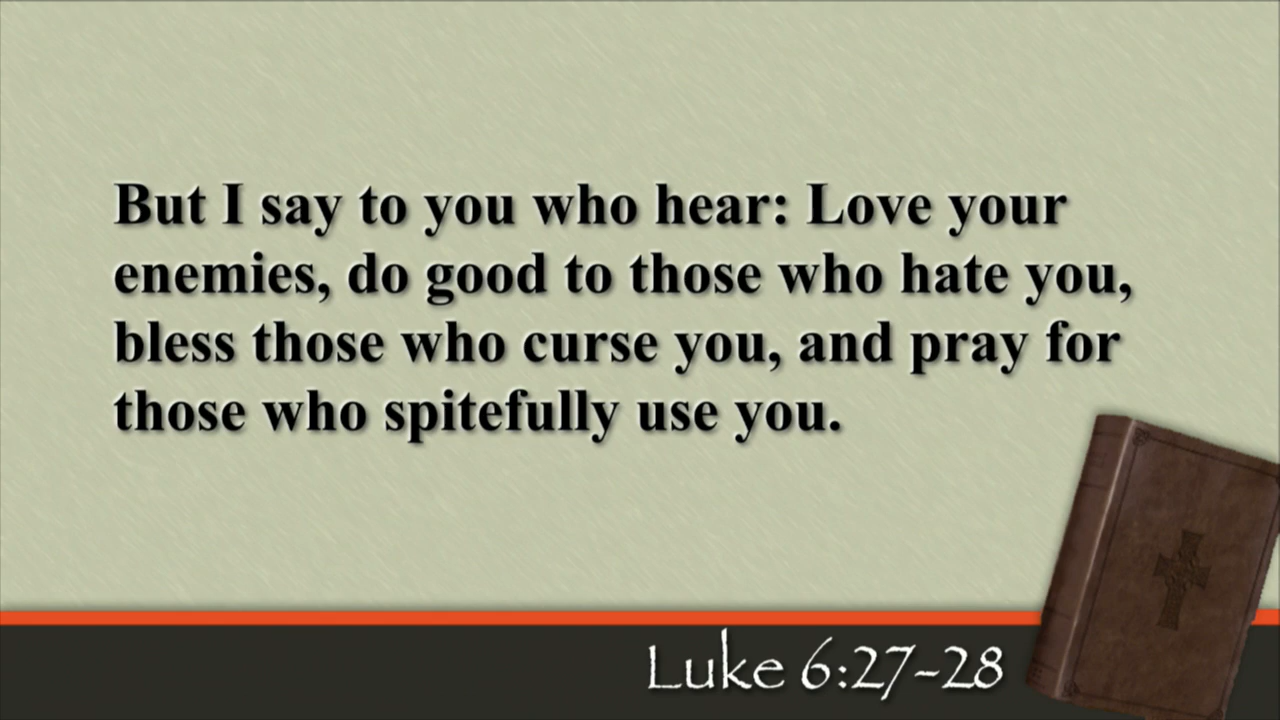 But I say to you who hear: Love your
enemies, do good to those who hate you,
bless those who curse you, and pray for
those who spitefully use you.
Luke 6:27-28